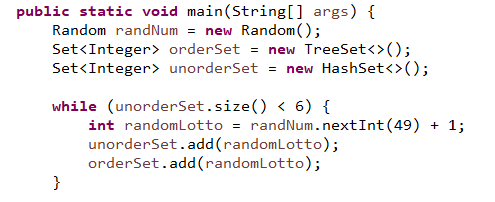 public static void main(String[] args) {
    Random randNum = new Random();
    Set<Integer> orderSet = new TreeSet<>();
    Set<Integer> unorderSet = new HashSet<>();

    while (unorderSet.size() < 6) {
        int randomLotto = randNum.nextInt(49) + 1;
        unorderSet.add(randomLotto);
        orderSet.add(randomLotto);
    }